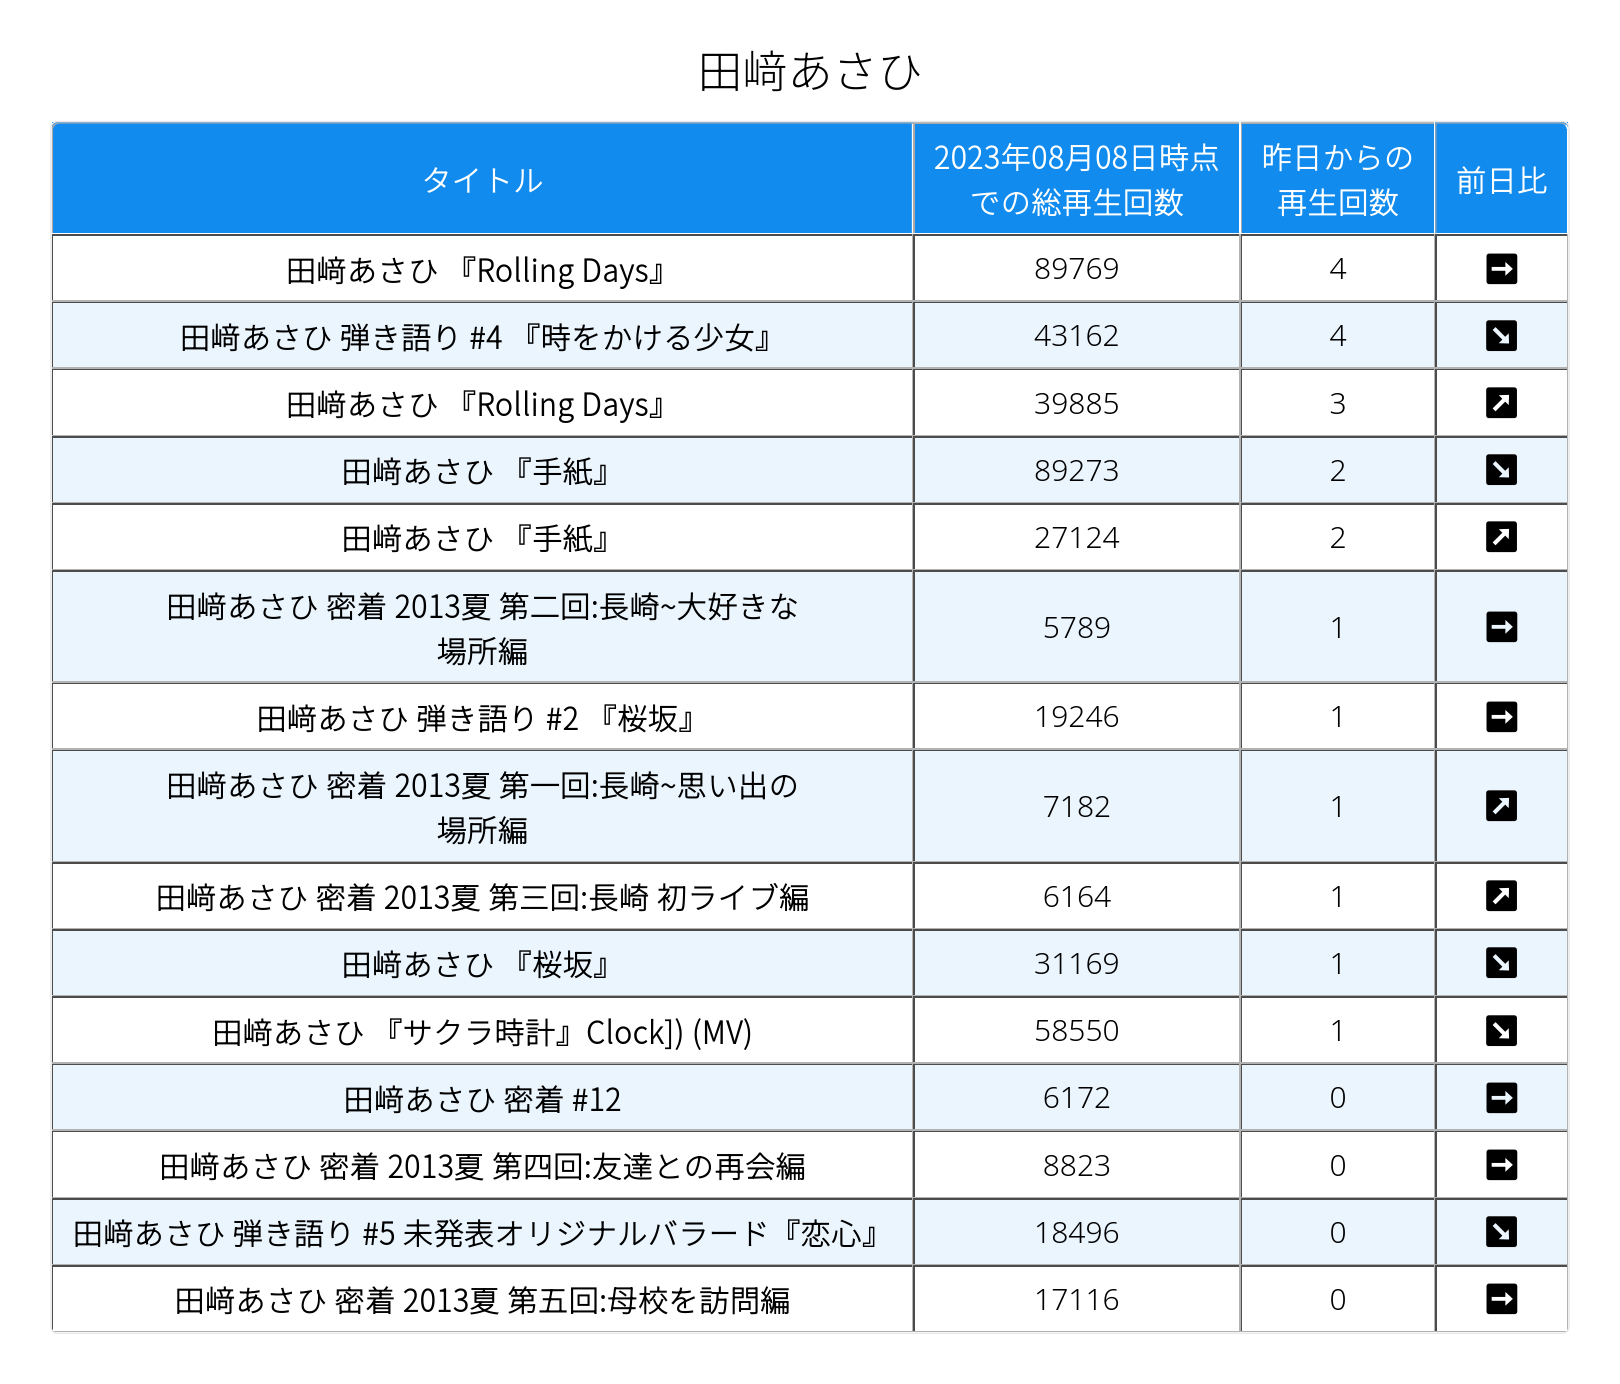 田﨑あさひ
タイトル
2023年08月08日時点
での総再生回数
昨日からの
再生回数
前日比
田﨑あさひ 『Rolling Days』
89769
4
➡
田﨑あさひ 弾き語り #4 『時をかける少女』
43162
4
↘
田﨑あさひ 『Rolling Days』
39885
3
↗
田﨑あさひ 『手紙』
89273
2
↘
田﨑あさひ 『手紙』
27124
2
↗
田﨑あさひ 密着 2013夏 第二回:長崎~大好きな
場所編
5789
1
➡
田﨑あさひ 弾き語り #2 『桜坂』
19246
1
➡
田﨑あさひ 密着 2013夏 第一回:長崎~思い出の
場所編
7182
1
↗
田﨑あさひ 密着 2013夏 第三回:長崎 初ライブ編
6164
1
↗
田﨑あさひ 『桜坂』
31169
1
↘
田﨑あさひ 『サクラ時計』Clock]) (MV)
58550
1
↘
田﨑あさひ 密着 #12
6172
0
➡
田﨑あさひ 密着 2013夏 第四回:友達との再会編
8823
0
➡
田﨑あさひ 弾き語り #5 未発表オリジナルバラード『恋心』
18496
0
↘
田﨑あさひ 密着 2013夏 第五回:母校を訪問編
17116
0
➡